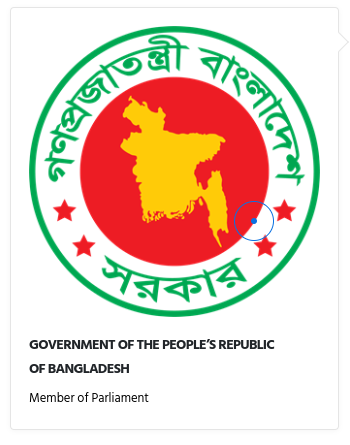 গণপ্রজাতন্ত্রী বাংলাদেশ
সরকার
GOVERNMENT OF THE PEOPLE’S REPUBLIC
OF BANGLADESH
Member of Parliament